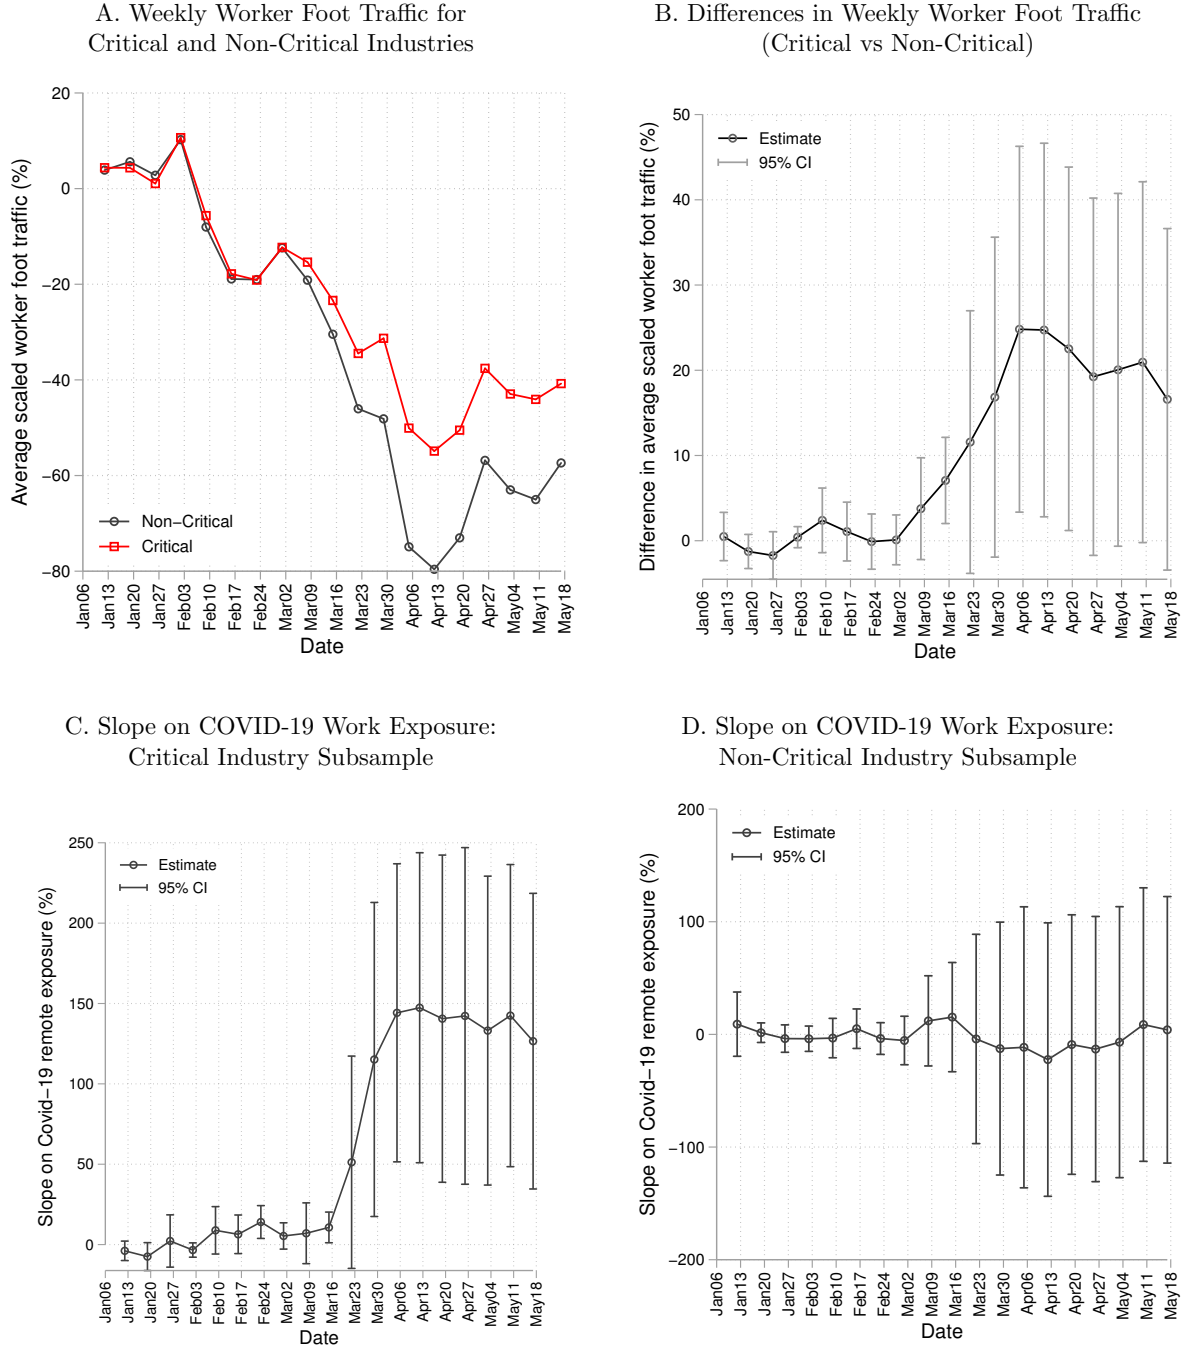 A. Weekly Worker Foot Traffic for
Critical and Non-Critical Industries
Average scaled worker foot traffic (%)
20
0
−20
−40
−60
−80
Non−Critical
Critical
Jan06
Jan13
Jan20
Jan27
Feb03
Feb10
Feb17
Feb24
Mar02
Mar09
Mar16
Mar23
Mar30
Apr06
Apr13
Apr20
Apr27
May04
May11
May18
Date
B. Differences in Weekly Worker Foot Traffic
(Critical vs Non-Critical)
Difference in average scaled worker foot traffic (%)
50
40
30
20
10
0
Estimate
95% CI
Jan06
Jan13
Jan20
Jan27
Feb03
Feb10
Feb17
Feb24
Mar02
Mar09
Mar16
Mar23
Mar30
Apr06
Apr13
Apr20
Apr27
May04
May11
May18
Date
C. Slope on COVID-19 Work Exposure:
Critical Industry Subsample
Slope on Covid−19 remote exposure (%)
250
200
150
100
50
0
Estimate
95% CI
Jan06
Jan13
Jan20
Jan27
Feb03
Feb10
Feb17
Feb24
Mar02
Mar09
Mar16
Mar23
Mar30
Apr06
Apr13
Apr20
Apr27
May04
May11
May18
Date
D. Slope on COVID-19 Work Exposure:
Non-Critical Industry Subsample
Slope on Covid−19 remote exposure (%)
200
100
0
−100
−200
Estimate
95% CI
Jan06
Jan13
Jan20
Jan27
Feb03
Feb10
Feb17
Feb24
Mar02
Mar09
Mar16
Mar23
Mar30
Apr06
Apr13
Apr20
Apr27
May04
May11
May18
Date